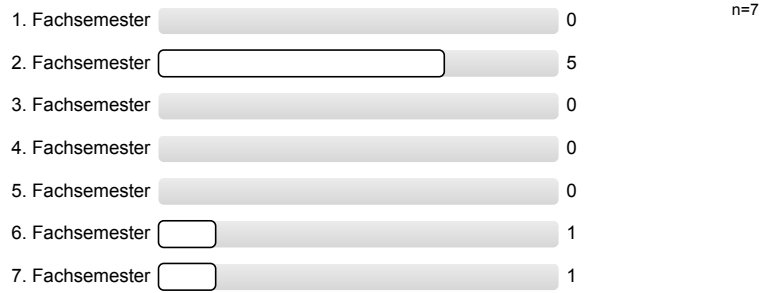 1. Fachsemester 0 n=7
2. Fachsemester 5
3. Fachsemester 0
4. Fachsemester 0
5. Fachsemester 0
6. Fachsemester 1
7. Fachsemester 1